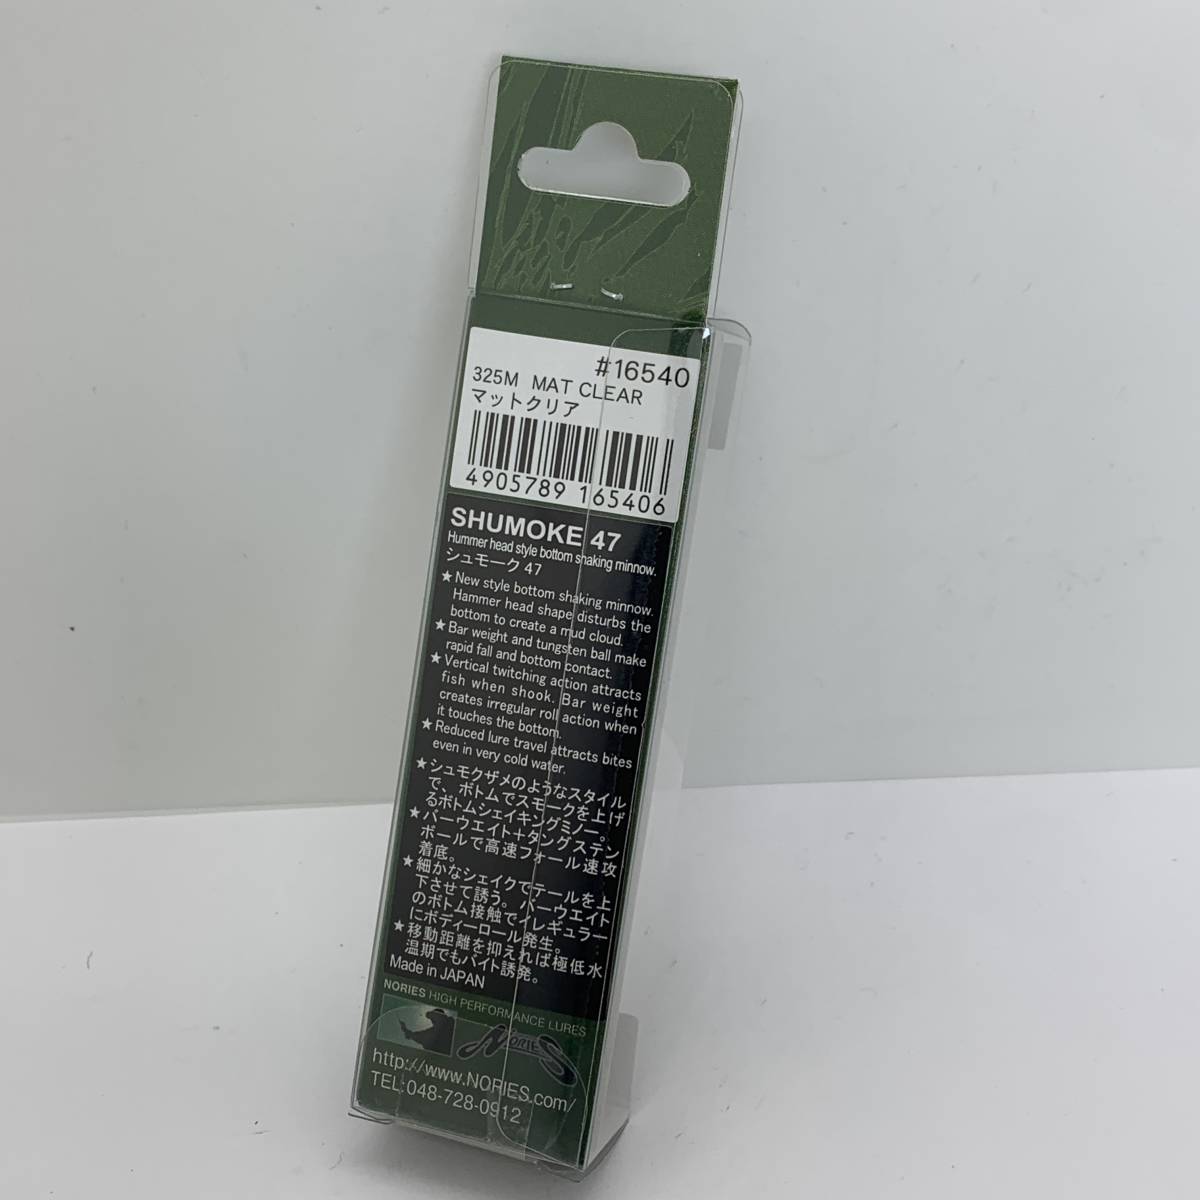 #16540
325M MAT CLEAR
マットクリア
4905789 165406
SHUMOKE 47
Hummer head style bottom shaking minnow.
シュモーク 47
★New style bottom shaking minnow.
Hammer head shape disturbs the
bottom to create a mud cloud.
★Bar weight and tungsten ball make
rapid fall and bottom contact.
★Vertical twitching action attracts
fish when shook. Bar weight
creates irregular roll action when
it touches the bottom.
★Reduced lure travel attracts bites
even in very cold water.
★シュモクザメのようなスタイル
で、ボトムでスモークを上げ
るボトムシェイキングミノー。
★バーウエイト+タングステン
ボールで高速フォール速攻
着底。
★細かなシェイクでテールを上
下させて誘う。バーウエイト
のボトム接触でイレギュラー
にボディーロール発生。
★移動距離を抑えれば極低水
温期でもバイト誘発。
Made in JAPAN
NORIES HIGH PERFORMANCE LURES
NORIES
http://www.NORIES.com/
TEL:048-728-0912